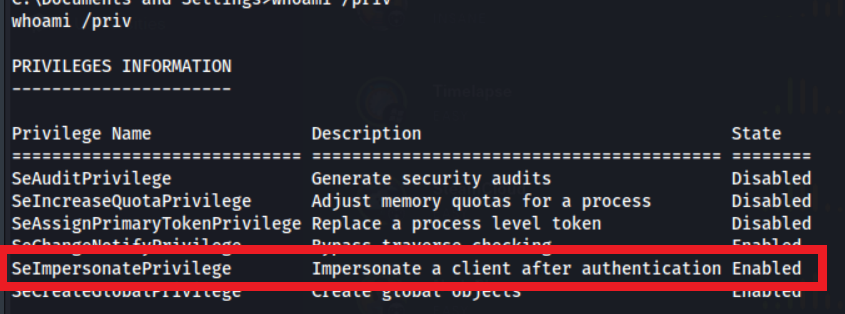 C:\Documents and Settings>whoami /priv
whoami /priv
PRIVILEGES INFORMATION
----------------------
Privilege Name Description State
============================= ========================================= ========
SeAuditPrivilege Generate security audits Disabled
SeIncreaseQuotaPrivilege Adjust memory quotas for a process Disabled
SeAssignPrimaryTokenPrivilege Replace a process level token Disabled
SeChangeNotifyPrivilege Bypass traverse checking Enabled
SeImpersonatePrivilege Impersonate a client after authentication Enabled
SeCreateGlobalPrivilege Create global objects Enabled